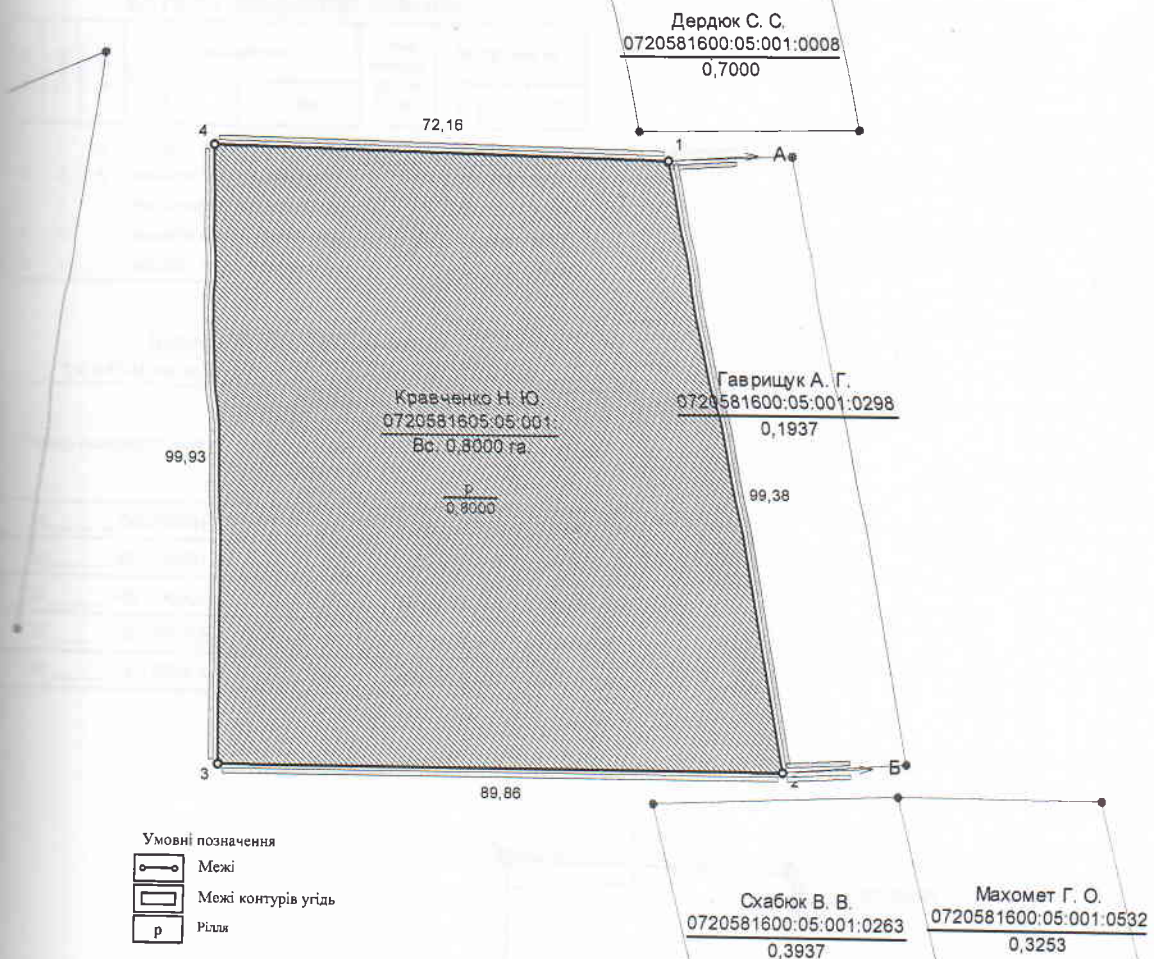 Дердюк С. С.
0720581600:05:001:0008
0,7000
4
72,16
1
А
Кравченко Н. Ю.
0720581605:05:001:
Вс. 0,8000 га.
р
0,8000
Гаврищук А. Г.
0720581600:05:001:0298
0,1937
99,93
99,38
3
89,86
2
Б
Умовні позначення
Межі
Межі контурів угідь
р Рілля
Схабюк В. В.
0720581600:05:001:0263
0,3937
Махомет Г. О.
0720581600:05:001:0532
0,3253